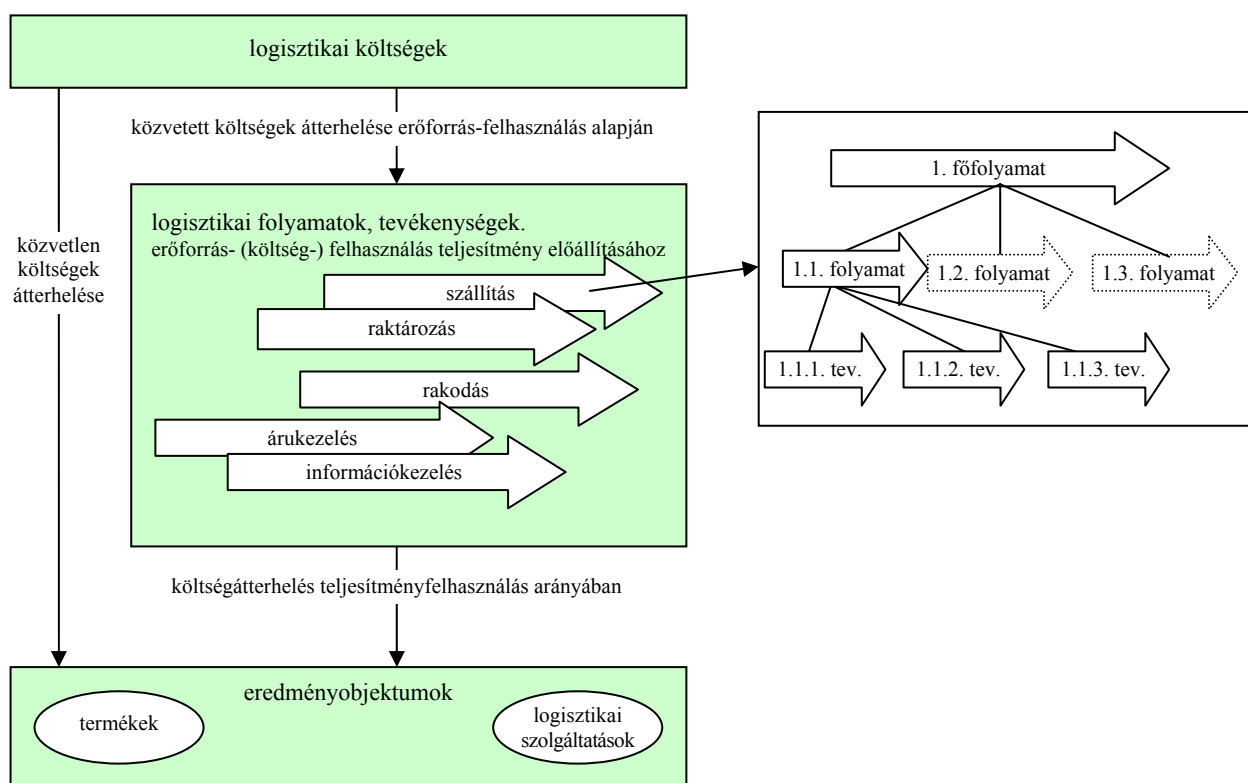 logisztikai költségek
közvetett költségek átterhelése erőforrás-felhasználás alapján
közvetlen
költségek
átterhelése
logisztikai folyamatok, tevékenységek.
erőforrás- (költség-) felhasználás teljesítmény előállításához
szállítás
raktározás
rakodás
árukezelés
információkezelés
1. főfolyamat
1.1. folyamat
1.2. folyamat
1.3. folyamat
1.1.1. tev.
1.1.2. tev.
1.1.3. tev.
költségátterhelés teljesítményfelhasználás arányában
eredményobjektumok
termékek
logisztikai
szolgáltatások